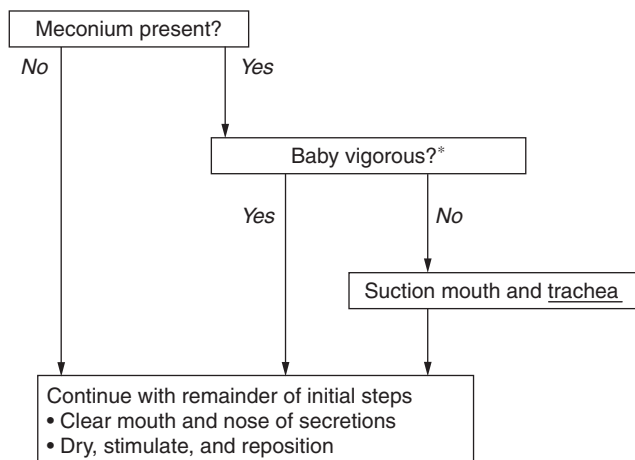 Meconium present?
No
Yes
Baby vigorous?*
Yes
No
Suction mouth and trachea
Continue with remainder of initial steps
• Clear mouth and nose of secretions
• Dry, stimulate, and reposition